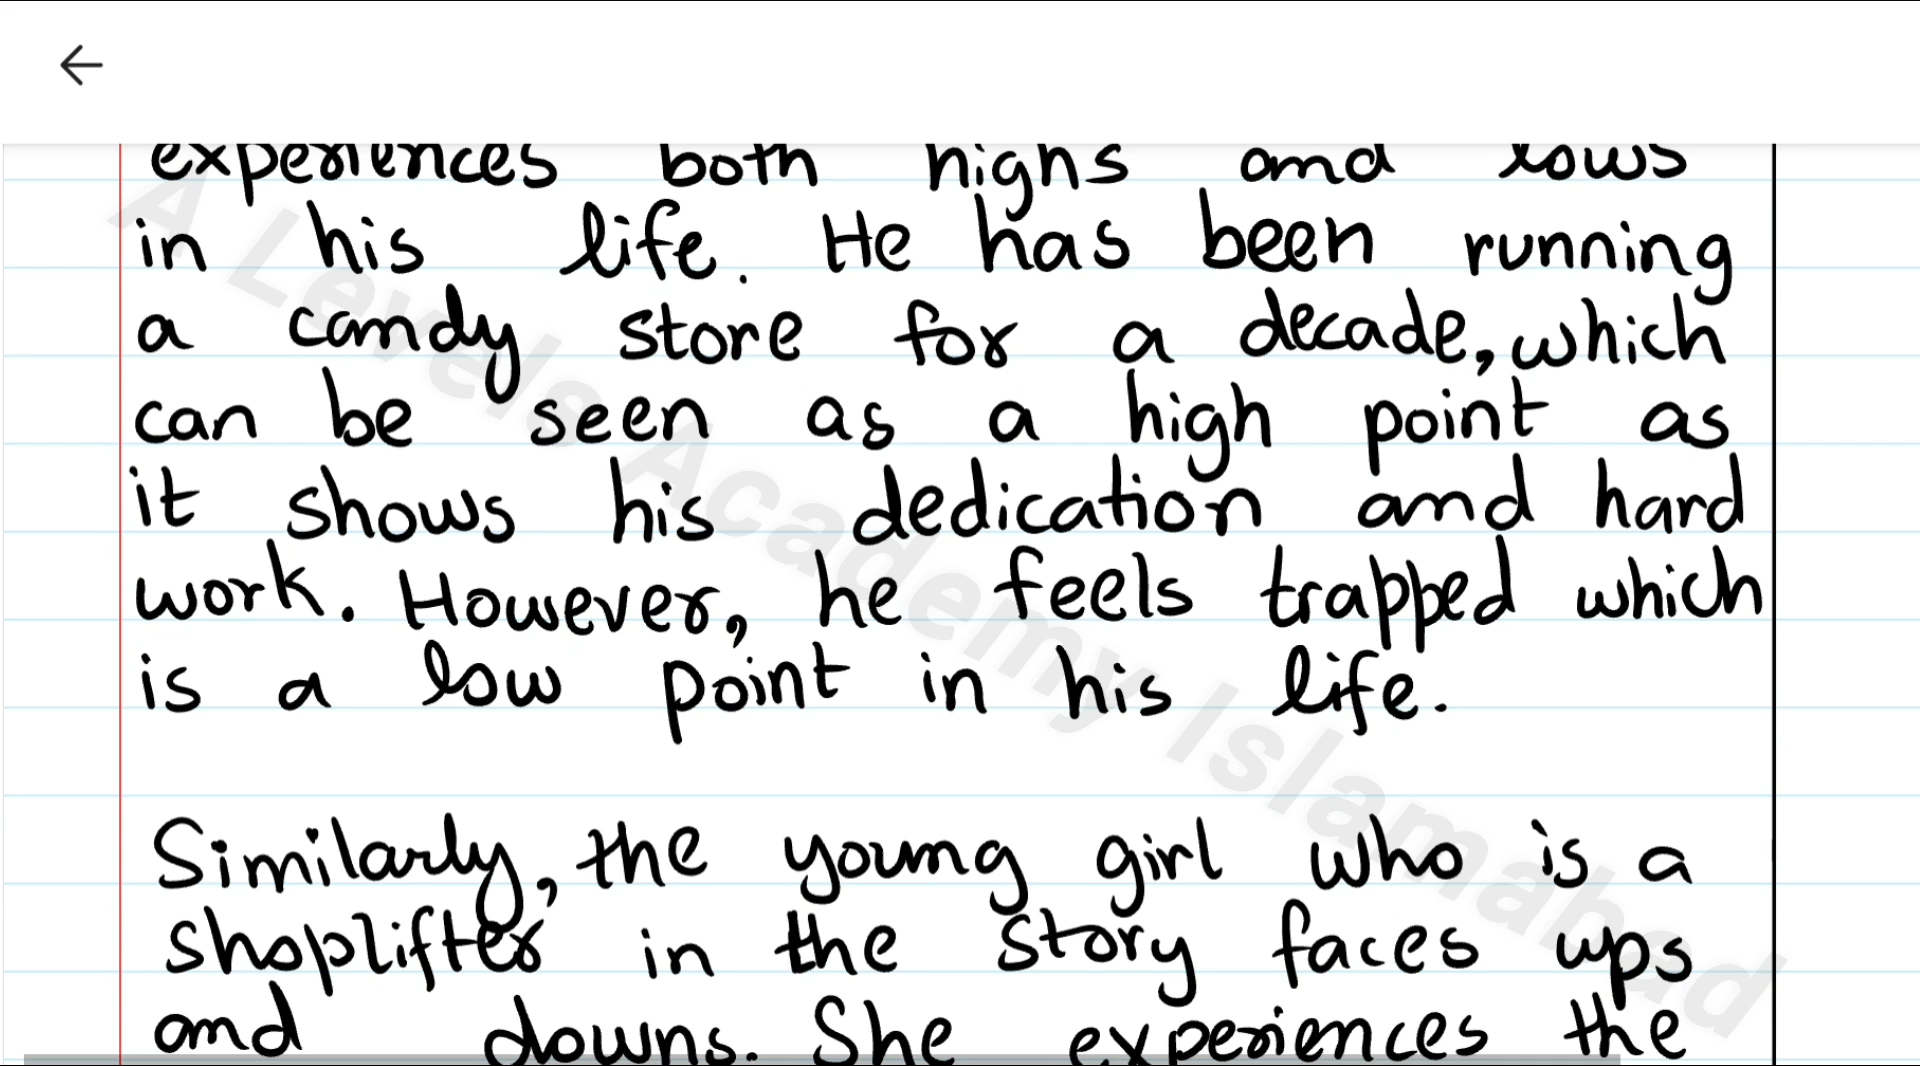 experiences both highs and lows
in his life. He has been running
a candy store for a decade, which
can be seen as a high point as
it shows his dedication and hard
work. However, he feels trapped which
is a low point in his life.
Similarly, the young girl who is a
shoplifter in the story faces ups
and downs. She experiences the
A Levels Academy Islamabad